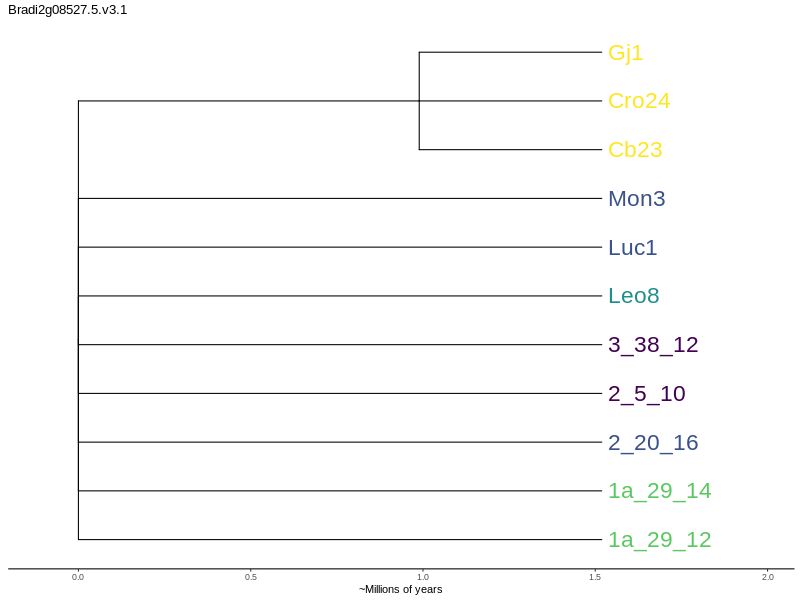 Bradi2g08527.5.v3.1
Gj1
Cro24
Cb23
Mon3
Luc1
Leo8
3_38_12
2_5_10
2_20_16
1a_29_14
1a_29_12
0.0 0.5 1.0 1.5 2.0
~Millions of years